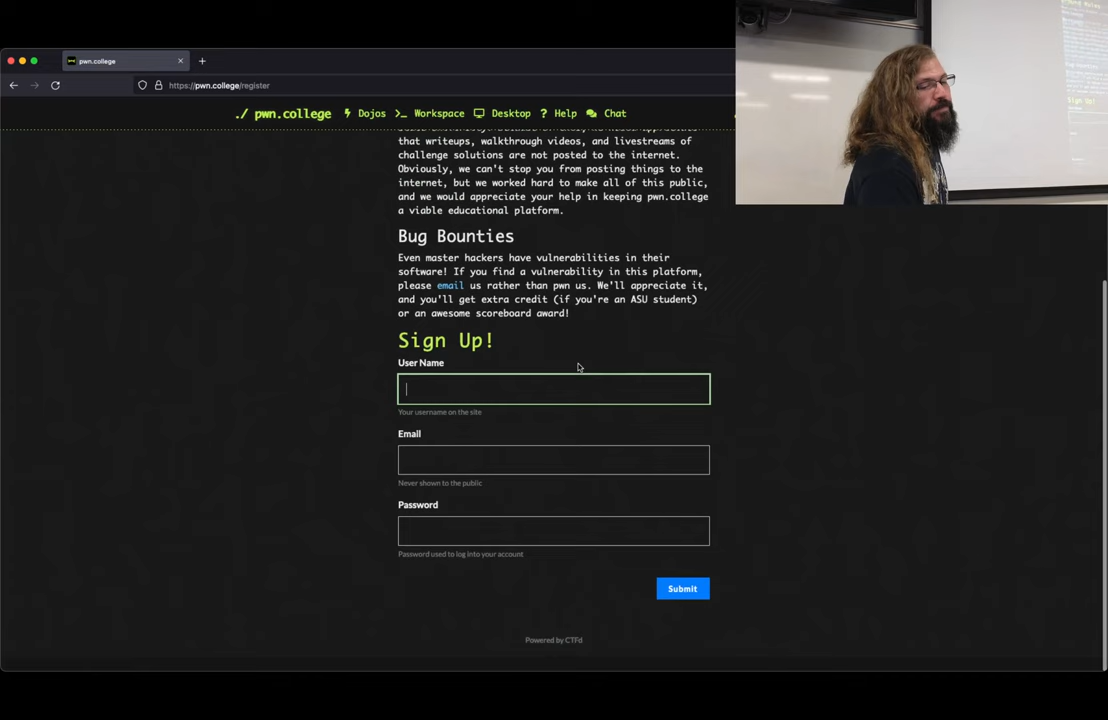 pwn.college
https://pwn.college/register
./ pwn.college Dojos Workspace Desktop Help Chat
that writeups, walkthrough videos, and livestreams of
challenge solutions are not posted to the internet.
Obviously, we can't stop you from posting things to the
internet, but we worked hard to make all of this public,
and we would appreciate your help in keeping pwn.college
a viable educational platform.
Bug Bounties
Even master hackers have vulnerabilities in their
software! If you find a vulnerability in this platform,
please email us rather than pwn us. We'll appreciate it,
and you'll get extra credit (if you're an ASU student)
or an awesome scoreboard award!
Sign Up!
User Name
Your username on the site
Email
Never shown to the public
Password
Password used to log into your account
Submit
Powered by CTFd
Sign Up!